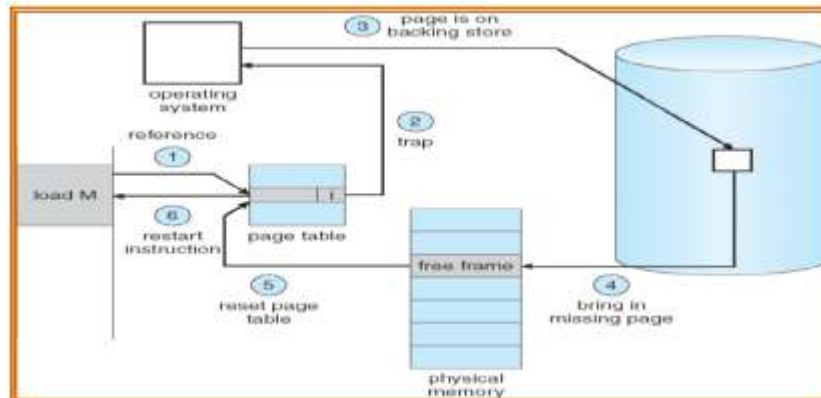 3
page is on
backing store
operating
system
2
trap
reference
1
load M
i
6
restart
instruction
page table
free frame
5
reset page
table
4
bring in
missing page
physical
memory